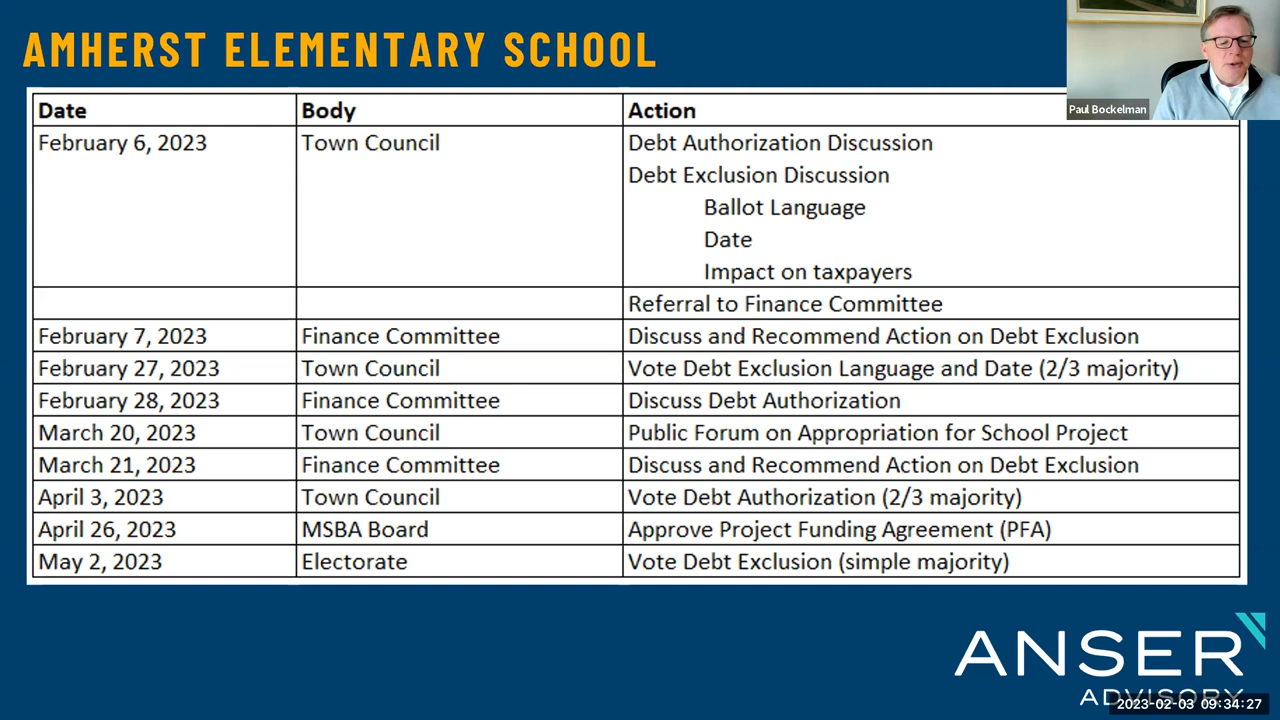 AMHERST ELEMENTARY SCHOOL
Paul Bockelman
Date Body Action
February 6, 2023 Town Council Debt Authorization Discussion
Debt Exclusion Discussion
Ballot Language
Date
Impact on taxpayers
Referral to Finance Committee
February 7, 2023 Finance Committee Discuss and Recommend Action on Debt Exclusion
February 27, 2023 Town Council Vote Debt Exclusion Language and Date (2/3 majority)
February 28, 2023 Finance Committee Discuss Debt Authorization
March 20, 2023 Town Council Public Forum on Appropriation for School Project
March 21, 2023 Finance Committee Discuss and Recommend Action on Debt Exclusion
April 3, 2023 Town Council Vote Debt Authorization (2/3 majority)
April 26, 2023 MSBA Board Approve Project Funding Agreement (PFA)
May 2, 2023 Electorate Vote Debt Exclusion (simple majority)
ANSER
ADVISORY
2023-02-03 09:34:27